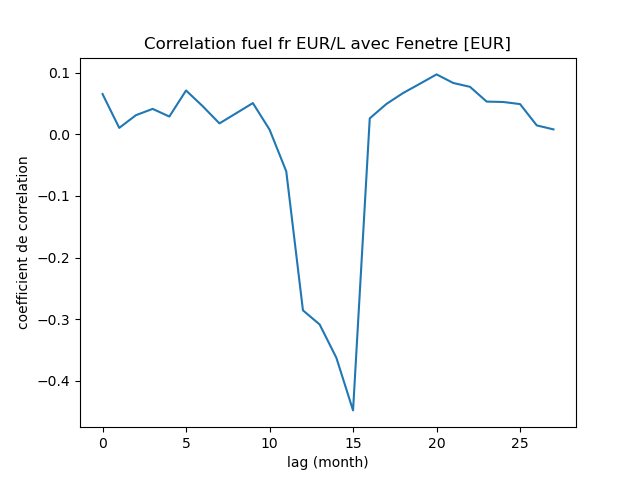 Correlation fuel fr EUR/L avec Fenetre [EUR]
0.1
0.0
−0.1
−0.2
−0.3
−0.4
coefficient de correlation
0 5 10 15 20 25
lag (month)